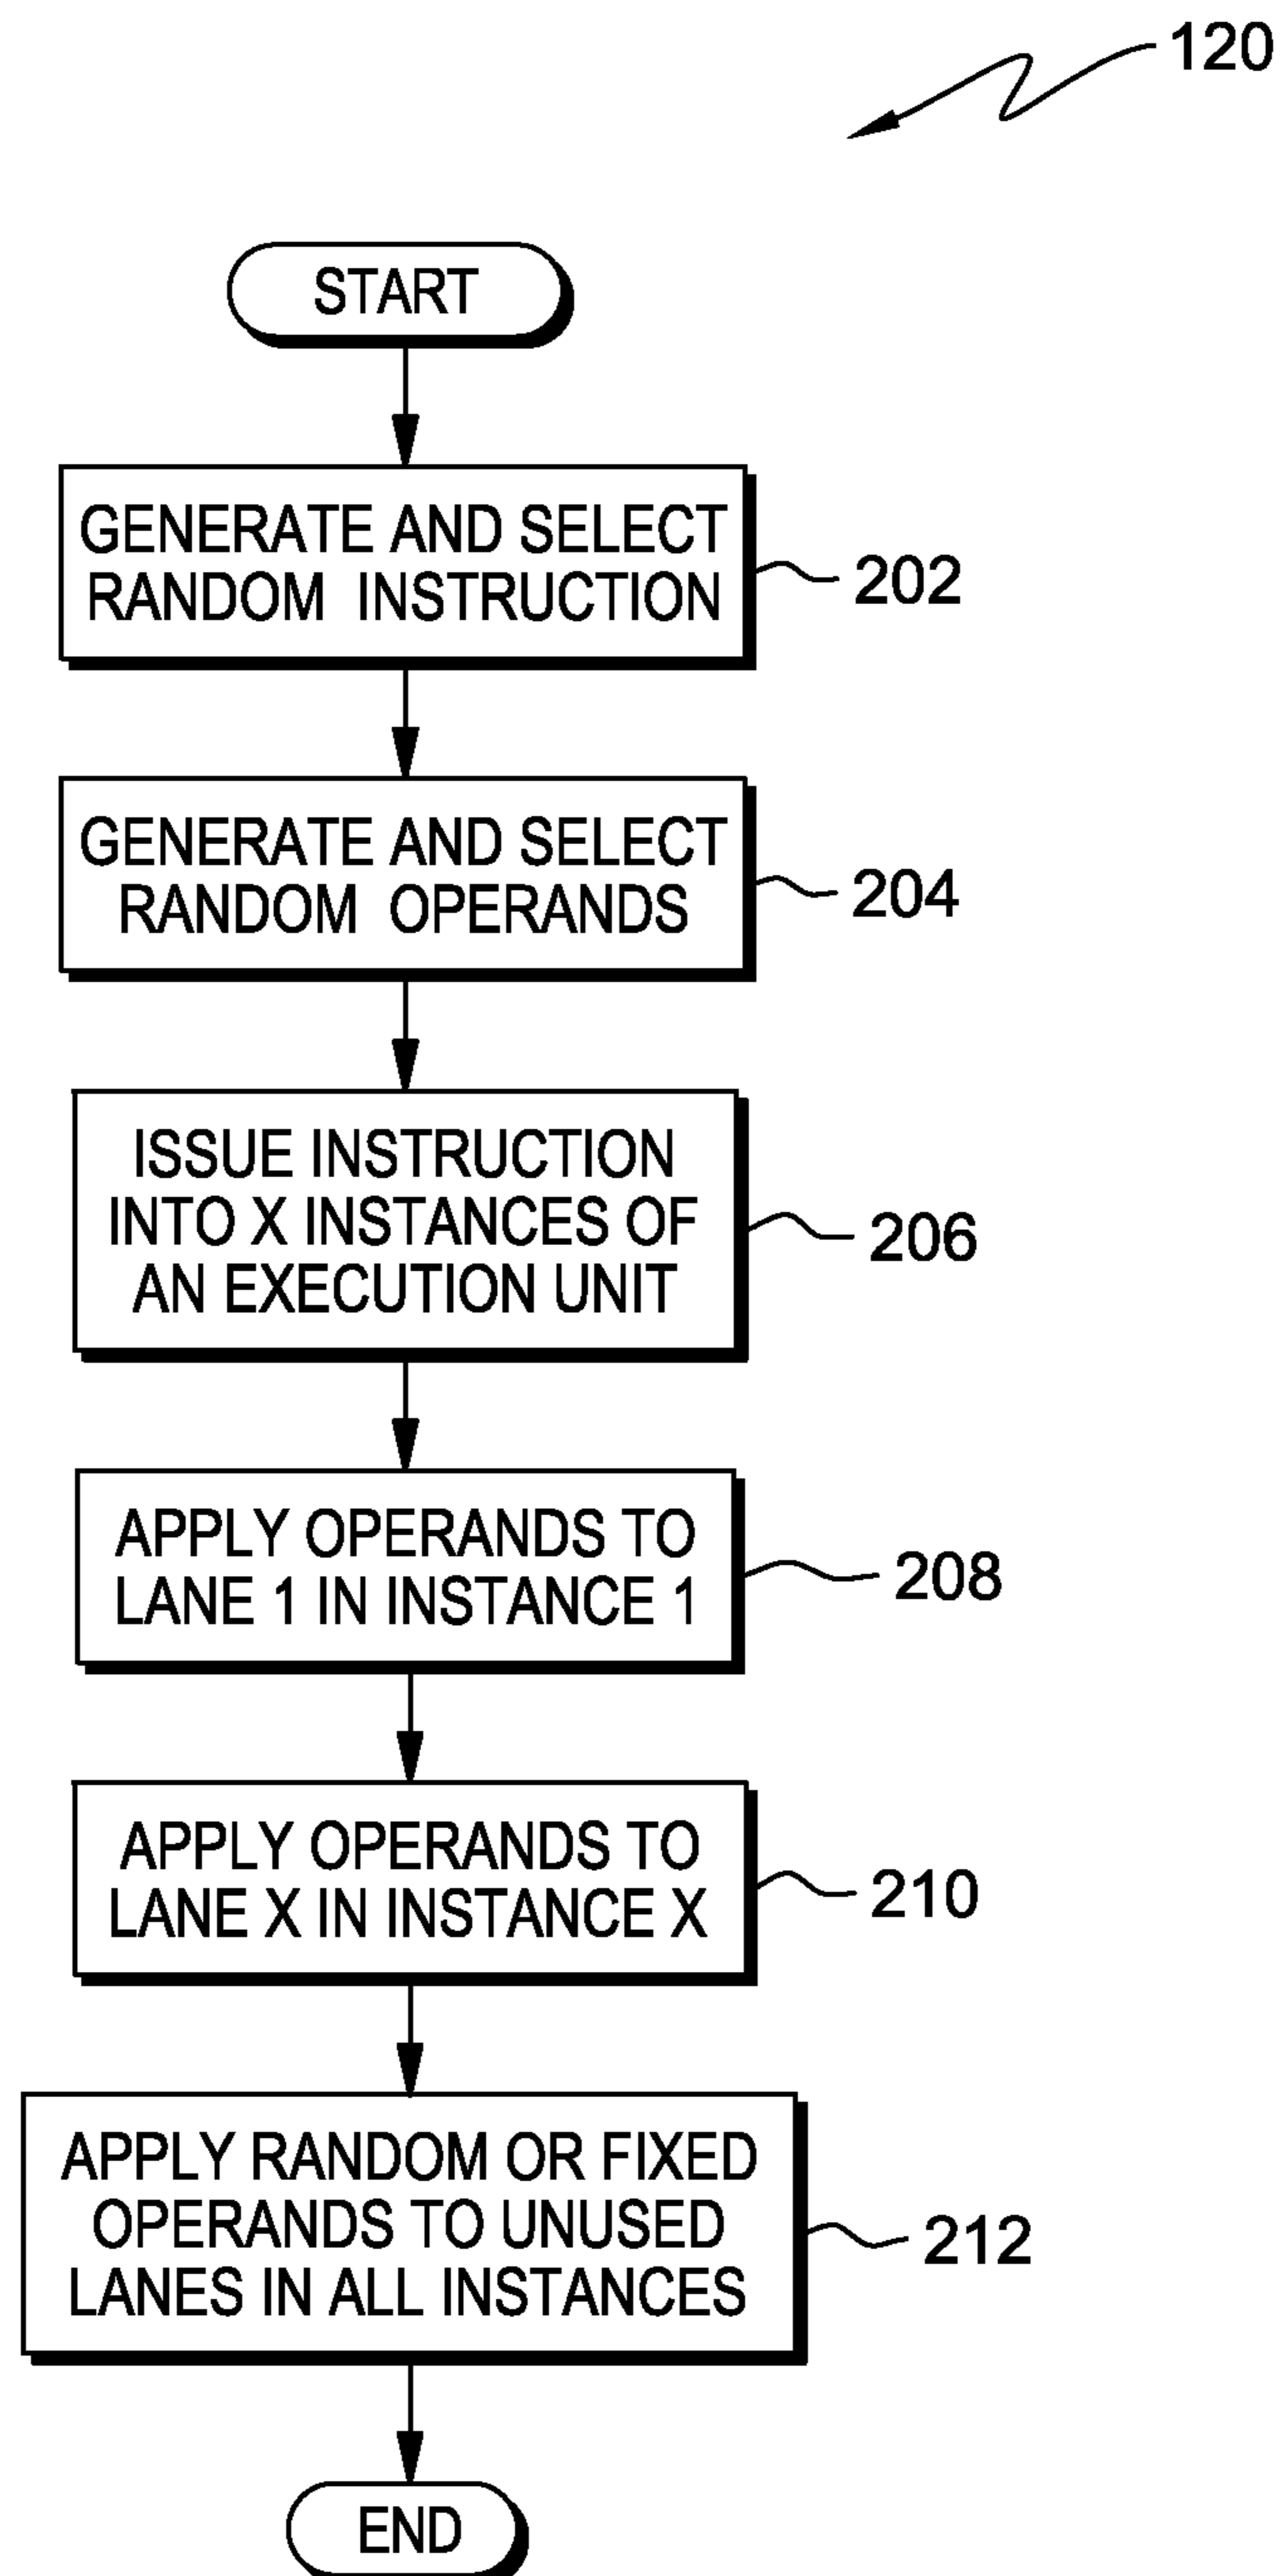 120
START
GENERATE AND SELECT
RANDOM INSTRUCTION
202
GENERATE AND SELECT
RANDOM OPERANDS
204
ISSUE INSTRUCTION
INTO X INSTANCES OF
AN EXECUTION UNIT
206
APPLY OPERANDS TO
LANE 1 IN INSTANCE 1
208
APPLY OPERANDS TO
LANE X IN INSTANCE X
210
APPLY RANDOM OR FIXED
OPERANDS TO UNUSED
LANES IN ALL INSTANCES
212
END